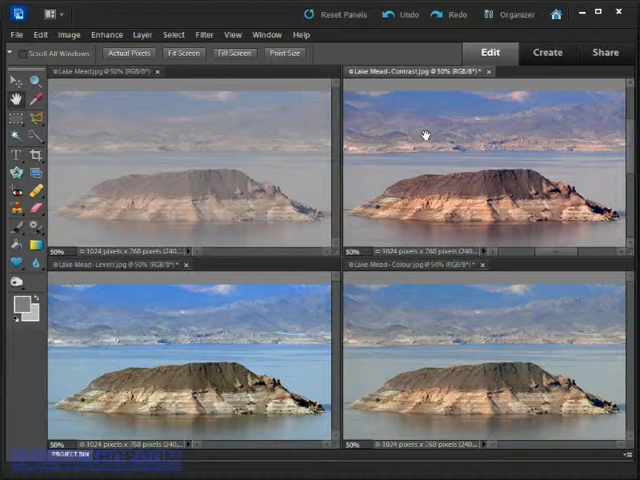 Reset Panels Undo Redo Organizer
File Edit Image Enhance Layer Select Filter View Window Help
Scroll All Windows Actual Pixels Fit Screen Fill Screen Print Size Edit Create Share
Lake Mead.jpg @ 50% (RGB/8*) ×
Lake Mead-Contrast.jpg @ 50% (RGB/8*) * ×
50% © 1024 pixels x 768 pixels (240...
50% © 1024 pixels x 768 pixels (240...
Lake Mead-Levels.jpg @ 50% (RGB/8*) * ×
Lake Mead-Colour.jpg @ 50% (RGB/8*) * ×
50% © 1024 pixels x 768 pixels (240...
50% © 1024 pixels x 768 pixels (240...
PROJECT BIN